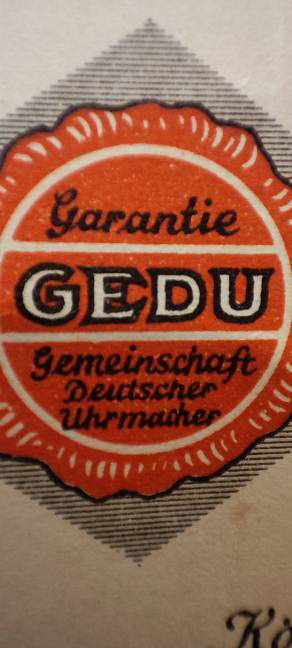 Garantie
GEDU
Gemeinschaft
Deutscher
Uhrmacher